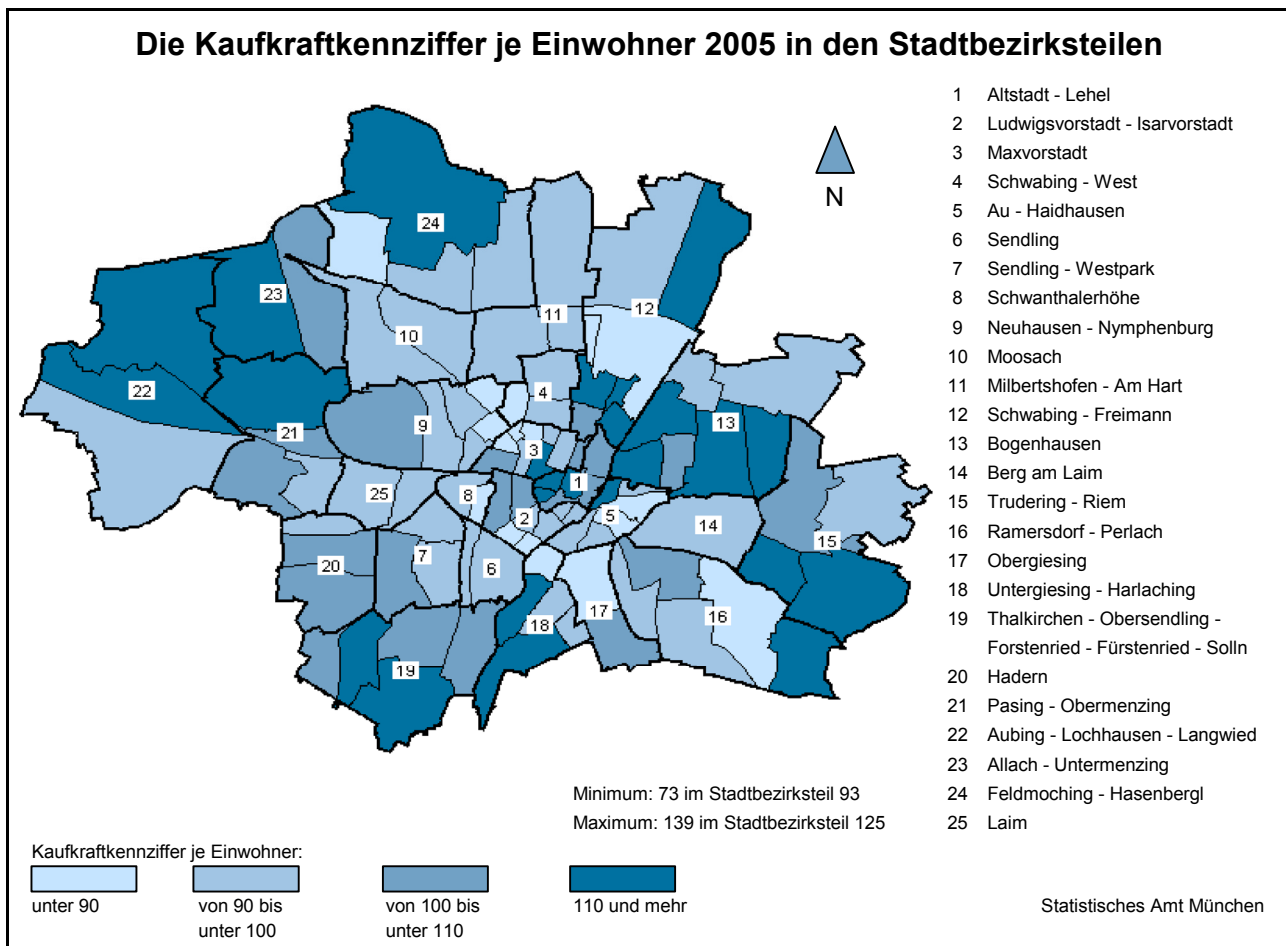 Die Kaufkraftkennziffer je Einwohner 2005 in den Stadtbezirksteilen
1 Altstadt - Lehel
2 Ludwigsvorstadt - Isarvorstadt
3 Maxvorstadt
4 Schwabing - West
5 Au - Haidhausen
6 Sendling
7 Sendling - Westpark
8 Schwanthalerhöhe
9 Neuhausen - Nymphenburg
10 Moosach
11 Milbertshofen - Am Hart
12 Schwabing - Freimann
13 Bogenhausen
14 Berg am Laim
15 Trudering - Riem
16 Ramersdorf - Perlach
17 Obergiesing
18 Untergiesing - Harlaching
19 Thalkirchen - Obersendling -
Forstenried - Fürstenried - Solln
20 Hadern
21 Pasing - Obermenzing
22 Aubing - Lochhausen - Langwied
23 Allach - Untermenzing
24 Feldmoching - Hasenbergl
25 Laim
N
24
23
12
11
10
22
4
13
9
21
3
1
25
8
2
5
14
15
7
20
6
17
16
18
19
Minimum: 73 im Stadtbezirksteil 93
Maximum: 139 im Stadtbezirksteil 125
Kaufkraftkennziffer je Einwohner:
unter 90
von 90 bis
unter 100
von 100 bis
unter 110
110 und mehr
Statistisches Amt München